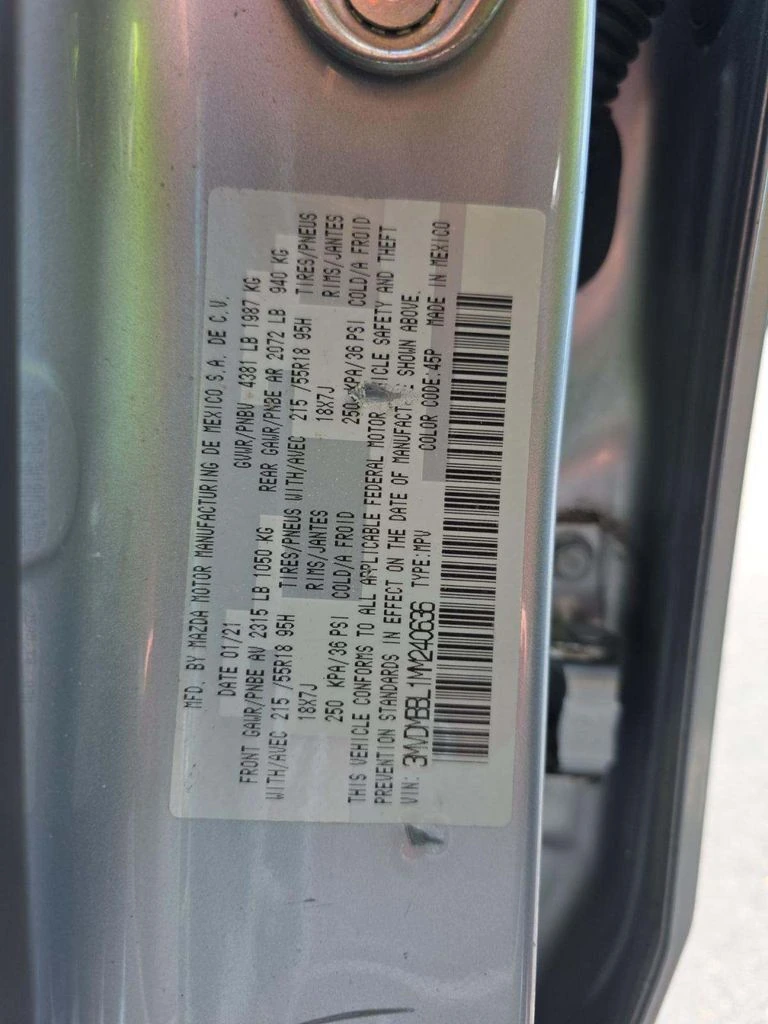 MFD. BY MAZDA MOTOR MANUFACTURING DE MEXICO S.A. DE C.V.
DATE 01/21 GVWR/PNBV 4381 LB 1987 KG
FRONT GAWR/PNBE AV 2315 LB 1050 KG REAR GAWR/PNBE AR 2072 LB 940 KG
WITH/AVEC 215 /55R18 95H TIRES/PNEUS WITH/AVEC 215 /55R18 95H TIRES/PNEUS
18X7J RIMS/JANTES 18X7J RIMS/JANTES
250 KPA/36 PSI COLD/A FROID 250 KPA/36 PSI COLD/A FROID
THIS VEHICLE CONFORMS TO ALL APPLICABLE FEDERAL MOTOR VEHICLE SAFETY AND THEFT
PREVENTION STANDARDS IN EFFECT ON THE DATE OF MANUFACTURE SHOWN ABOVE.
VIN: 3MVDMBBL1MM240636 TYPE:MPV COLOR CODE:45P MADE IN MEXICO